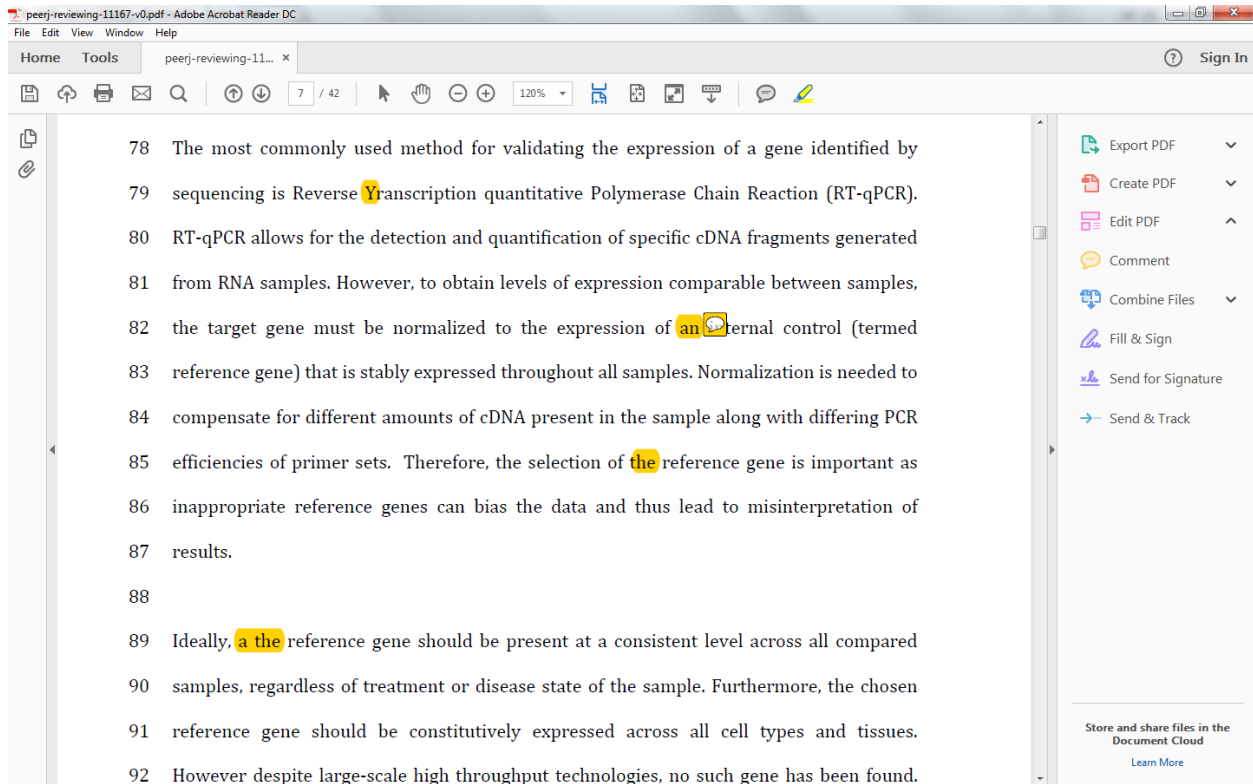 peerj-reviewing-11167-v0.pdf - Adobe Acrobat Reader DC
File Edit View Window Help
Home Tools peerj-reviewing-11... × ? Sign In
7 / 42 120%
78 The most commonly used method for validating the expression of a gene identified by
79 sequencing is Reverse Yranscription quantitative Polymerase Chain Reaction (RT-qPCR).
80 RT-qPCR allows for the detection and quantification of specific cDNA fragments generated
81 from RNA samples. However, to obtain levels of expression comparable between samples,
82 the target gene must be normalized to the expression of an ternal control (termed
83 reference gene) that is stably expressed throughout all samples. Normalization is needed to
84 compensate for different amounts of cDNA present in the sample along with differing PCR
85 efficiencies of primer sets. Therefore, the selection of the reference gene is important as
86 inappropriate reference genes can bias the data and thus lead to misinterpretation of
87 results.
88
89 Ideally, a the reference gene should be present at a consistent level across all compared
90 samples, regardless of treatment or disease state of the sample. Furthermore, the chosen
91 reference gene should be constitutively expressed across all cell types and tissues.
92 However despite large-scale high throughput technologies, no such gene has been found.
Export PDF
Create PDF
Edit PDF
Comment
Combine Files
Fill & Sign
Send for Signature
Send & Track
Store and share files in the
Document Cloud
Learn More